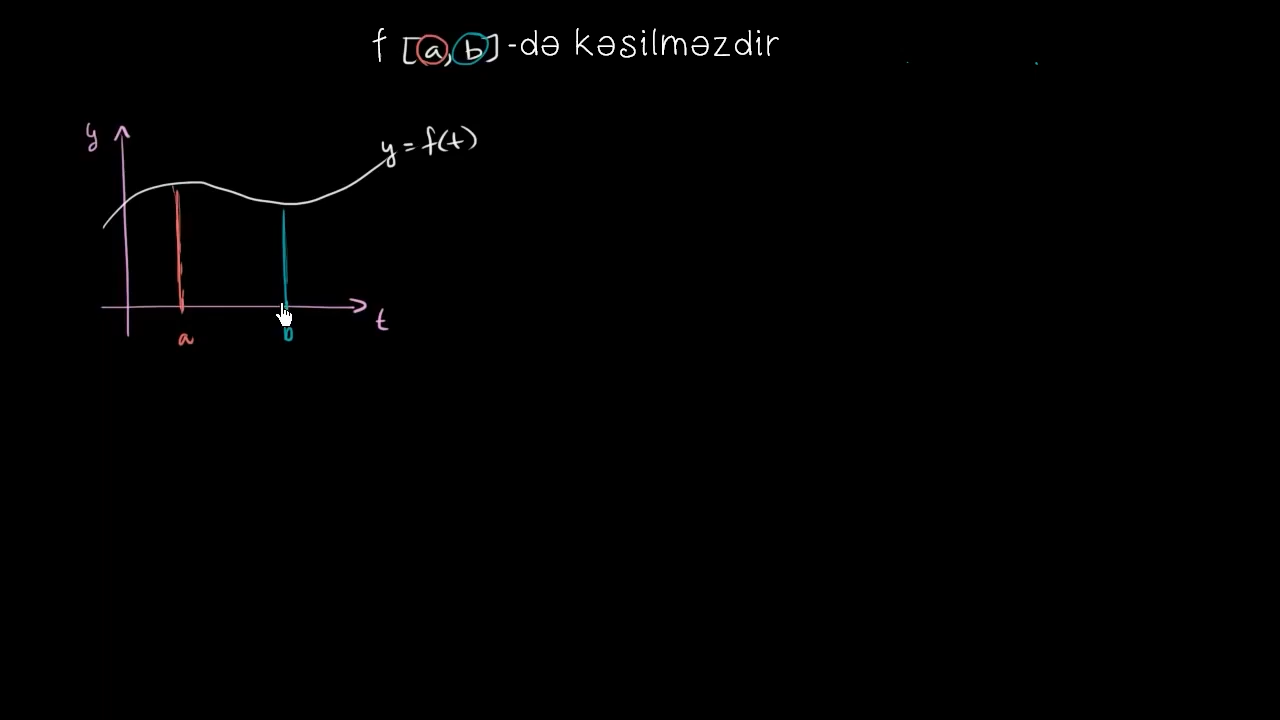 f [a,b]-də kəsilməzdir
y
y = f(t)
t
a
b